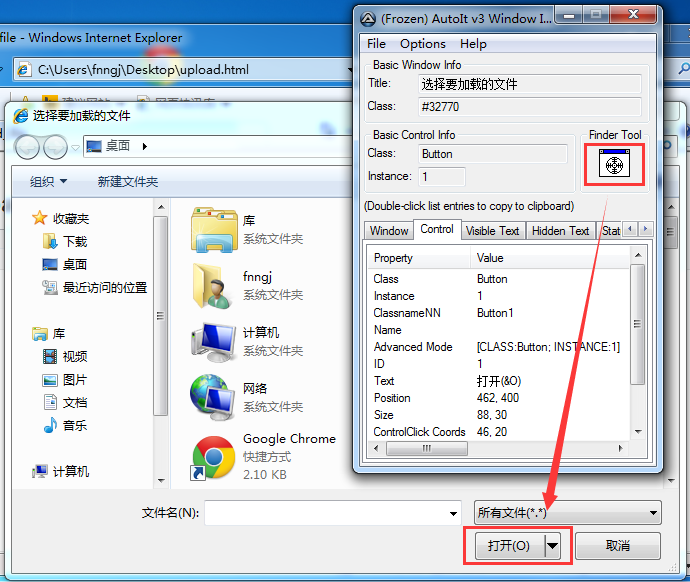 (Frozen) AutoIt v3 Window I...
File Options Help
Basic Window Info
Title: 选择要加载的文件
Class: #32770
Basic Control Info
Class: Button
Instance: 1
Finder Tool
(Double-click list entries to copy to clipboard)
Window Control Visible Text Hidden Text Stat
Property Value
Class Button
Instance 1
ClassnameNN Button1
Name
Advanced Mode [CLASS:Button; INSTANCE:1]
ID 1
Text 打开(&O)
Position 462, 400
Size 88, 30
ControlClick Coords 46, 20
file - Windows Internet Explorer
C:\Users\fnngj\Desktop\upload.html
选择要加载的文件
桌面
组织 新建文件夹
收藏夹
下载
桌面
最近访问的位置
库
视频
图片
文档
音乐
计算机
库
系统文件夹
fnngj
系统文件夹
计算机
系统文件夹
网络
系统文件夹
Google Chrome
快捷方式
2.10 KB
文件名(N):
所有文件(*.*)
打开(O) 取消